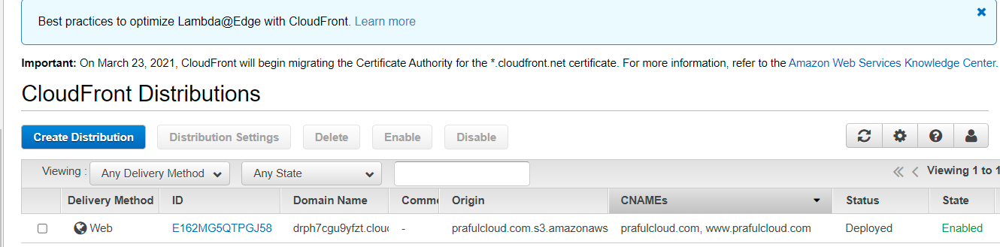 Best practices to optimize Lambda@Edge with CloudFront. Learn more
Important: On March 23, 2021, CloudFront will begin migrating the Certificate Authority for the *.cloudfront.net certificate. For more information, refer to the Amazon Web Services Knowledge Center.
CloudFront Distributions
Create Distribution Distribution Settings Delete Enable Disable
Viewing : Any Delivery Method Any State Viewing 1 to 1
Delivery Method ID Domain Name Comme Origin CNAMEs Status State
Web E162MG5QTPGJ58 drph7cgu9yfzt.cloud - prafulcloud.com.s3.amazonaws prafulcloud.com, www.prafulcloud.com Deployed Enabled